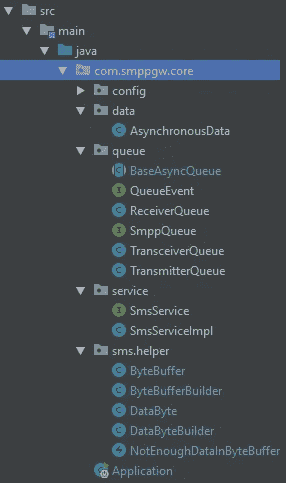 src
main
java
com.smppgw.core
config
data
AsynchronousData
queue
BaseAsyncQueue
QueueEvent
ReceiverQueue
SmppQueue
TransceiverQueue
TransmitterQueue
service
SmsService
SmsServiceImpl
sms.helper
ByteBuffer
ByteBufferBuilder
DataByte
DataByteBuilder
NotEnoughDataInByteBuffer
Application